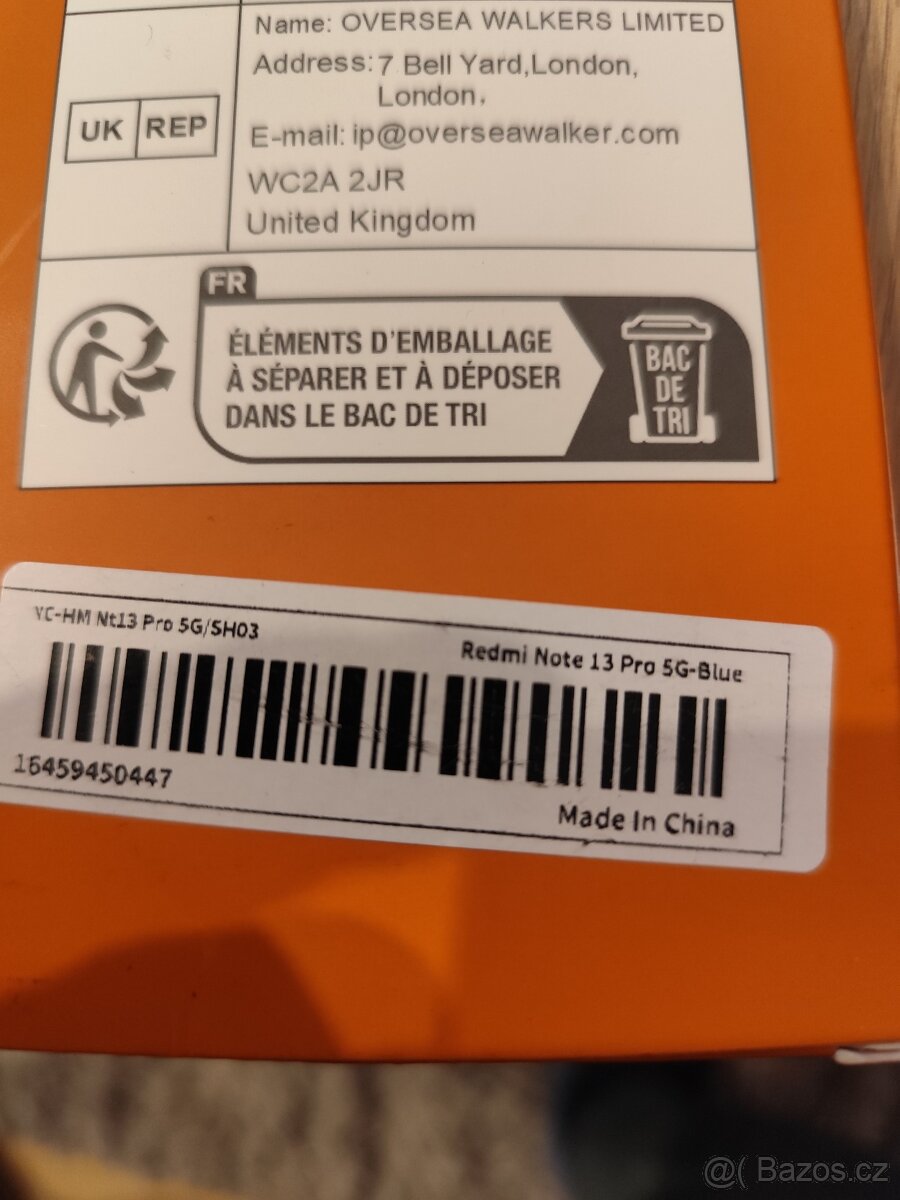 Name: OVERSEA WALKERS LIMITED
Address: 7 Bell Yard,London,
London,
UK REP
E-mail: ip@overseawalker.com
WC2A 2JR
United Kingdom
FR
ÉLÉMENTS D'EMBALLAGE
À SÉPARER ET À DÉPOSER
DANS LE BAC DE TRI
BAC
DE
TRI
YC-HM Nt13 Pro 5G/SH03
Redmi Note 13 Pro 5G-Blue
16459450447
Made In China
@( Bazos.cz